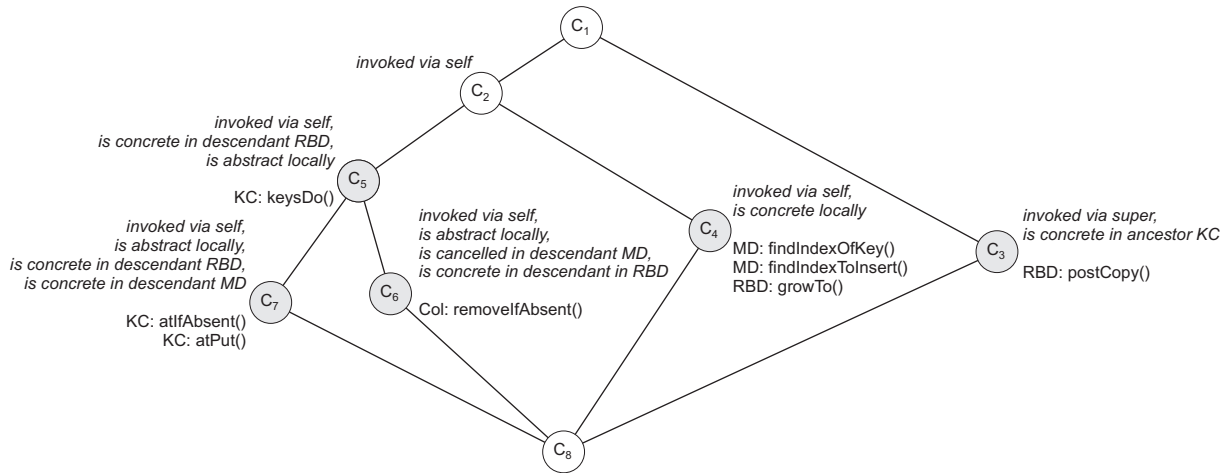 C1
invoked via self
C2
invoked via self,
is concrete in descendant RBD,
is abstract locally
C5
KC: keysDo()
invoked via self,
is concrete locally
C4
MD: findIndexOfKey()
MD: findIndexToInsert()
RBD: growTo()
invoked via super,
is concrete in ancestor KC
C3
RBD: postCopy()
invoked via self,
is abstract locally,
is concrete in descendant RBD,
is concrete in descendant MD
C7
KC: atIfAbsent()
KC: atPut()
invoked via self,
is abstract locally,
is cancelled in descendant MD,
is concrete in descendant in RBD
C6
Col: removeIfAbsent()
C8